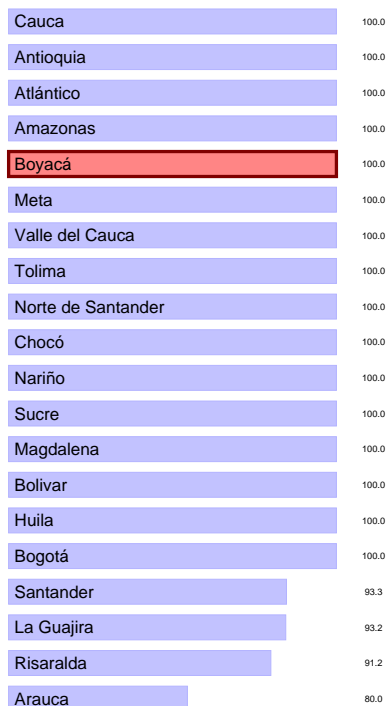 Cauca 100.0
Antioquia 100.0
Atlántico 100.0
Amazonas 100.0
Boyacá 100.0
Meta 100.0
Valle del Cauca 100.0
Tolima 100.0
Norte de Santander 100.0
Chocó 100.0
Nariño 100.0
Sucre 100.0
Magdalena 100.0
Bolivar 100.0
Huila 100.0
Bogotá 100.0
Santander 93.3
La Guajira 93.2
Risaralda 91.2
Arauca 80.0